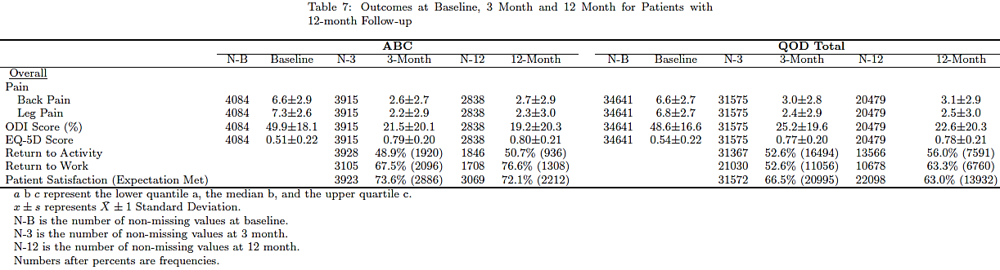 Table 7: Outcomes at Baseline, 3 Month and 12 Month for Patients with
12-month Follow-up
ABC QOD Total
N-B Baseline N-3 3-Month N-12 12-Month N-B Baseline N-3 3-Month N-12 12-Month
Overall
Pain
Back Pain 4084 6.6±2.9 3915 2.6±2.7 2838 2.7±2.9 34641 6.6±2.7 31575 3.0±2.8 20479 3.1±2.9
Leg Pain 4084 7.3±2.6 3915 2.2±2.9 2838 2.3±3.0 34641 6.8±2.7 31575 2.4±2.9 20479 2.5±3.0
ODI Score (%) 4084 49.9±18.1 3915 21.5±20.1 2838 19.2±20.3 34641 48.6±16.6 31575 25.2±19.6 20479 22.6±20.3
EQ-5D Score 4084 0.51±0.22 3915 0.79±0.20 2838 0.80±0.21 34641 0.54±0.22 31575 0.77±0.20 20479 0.78±0.21
Return to Activity 3928 48.9% (1920) 1846 50.7% (936) 31367 52.6% (16494) 13566 56.0% (7591)
Return to Work 3105 67.5% (2096) 1708 76.6% (1308) 21030 52.6% (11056) 10678 63.3% (6760)
Patient Satisfaction (Expectation Met) 3923 73.6% (2886) 3069 72.1% (2212) 31572 66.5% (20995) 22098 63.0% (13932)
a b c represent the lower quantile a, the median b, and the upper quartile c.
x ± s represents X̄ ± 1 Standard Deviation.
N-B is the number of non-missing values at baseline.
N-3 is the number of non-missing values at 3 month.
N-12 is the number of non-missing values at 12 month.
Numbers after percents are frequencies.